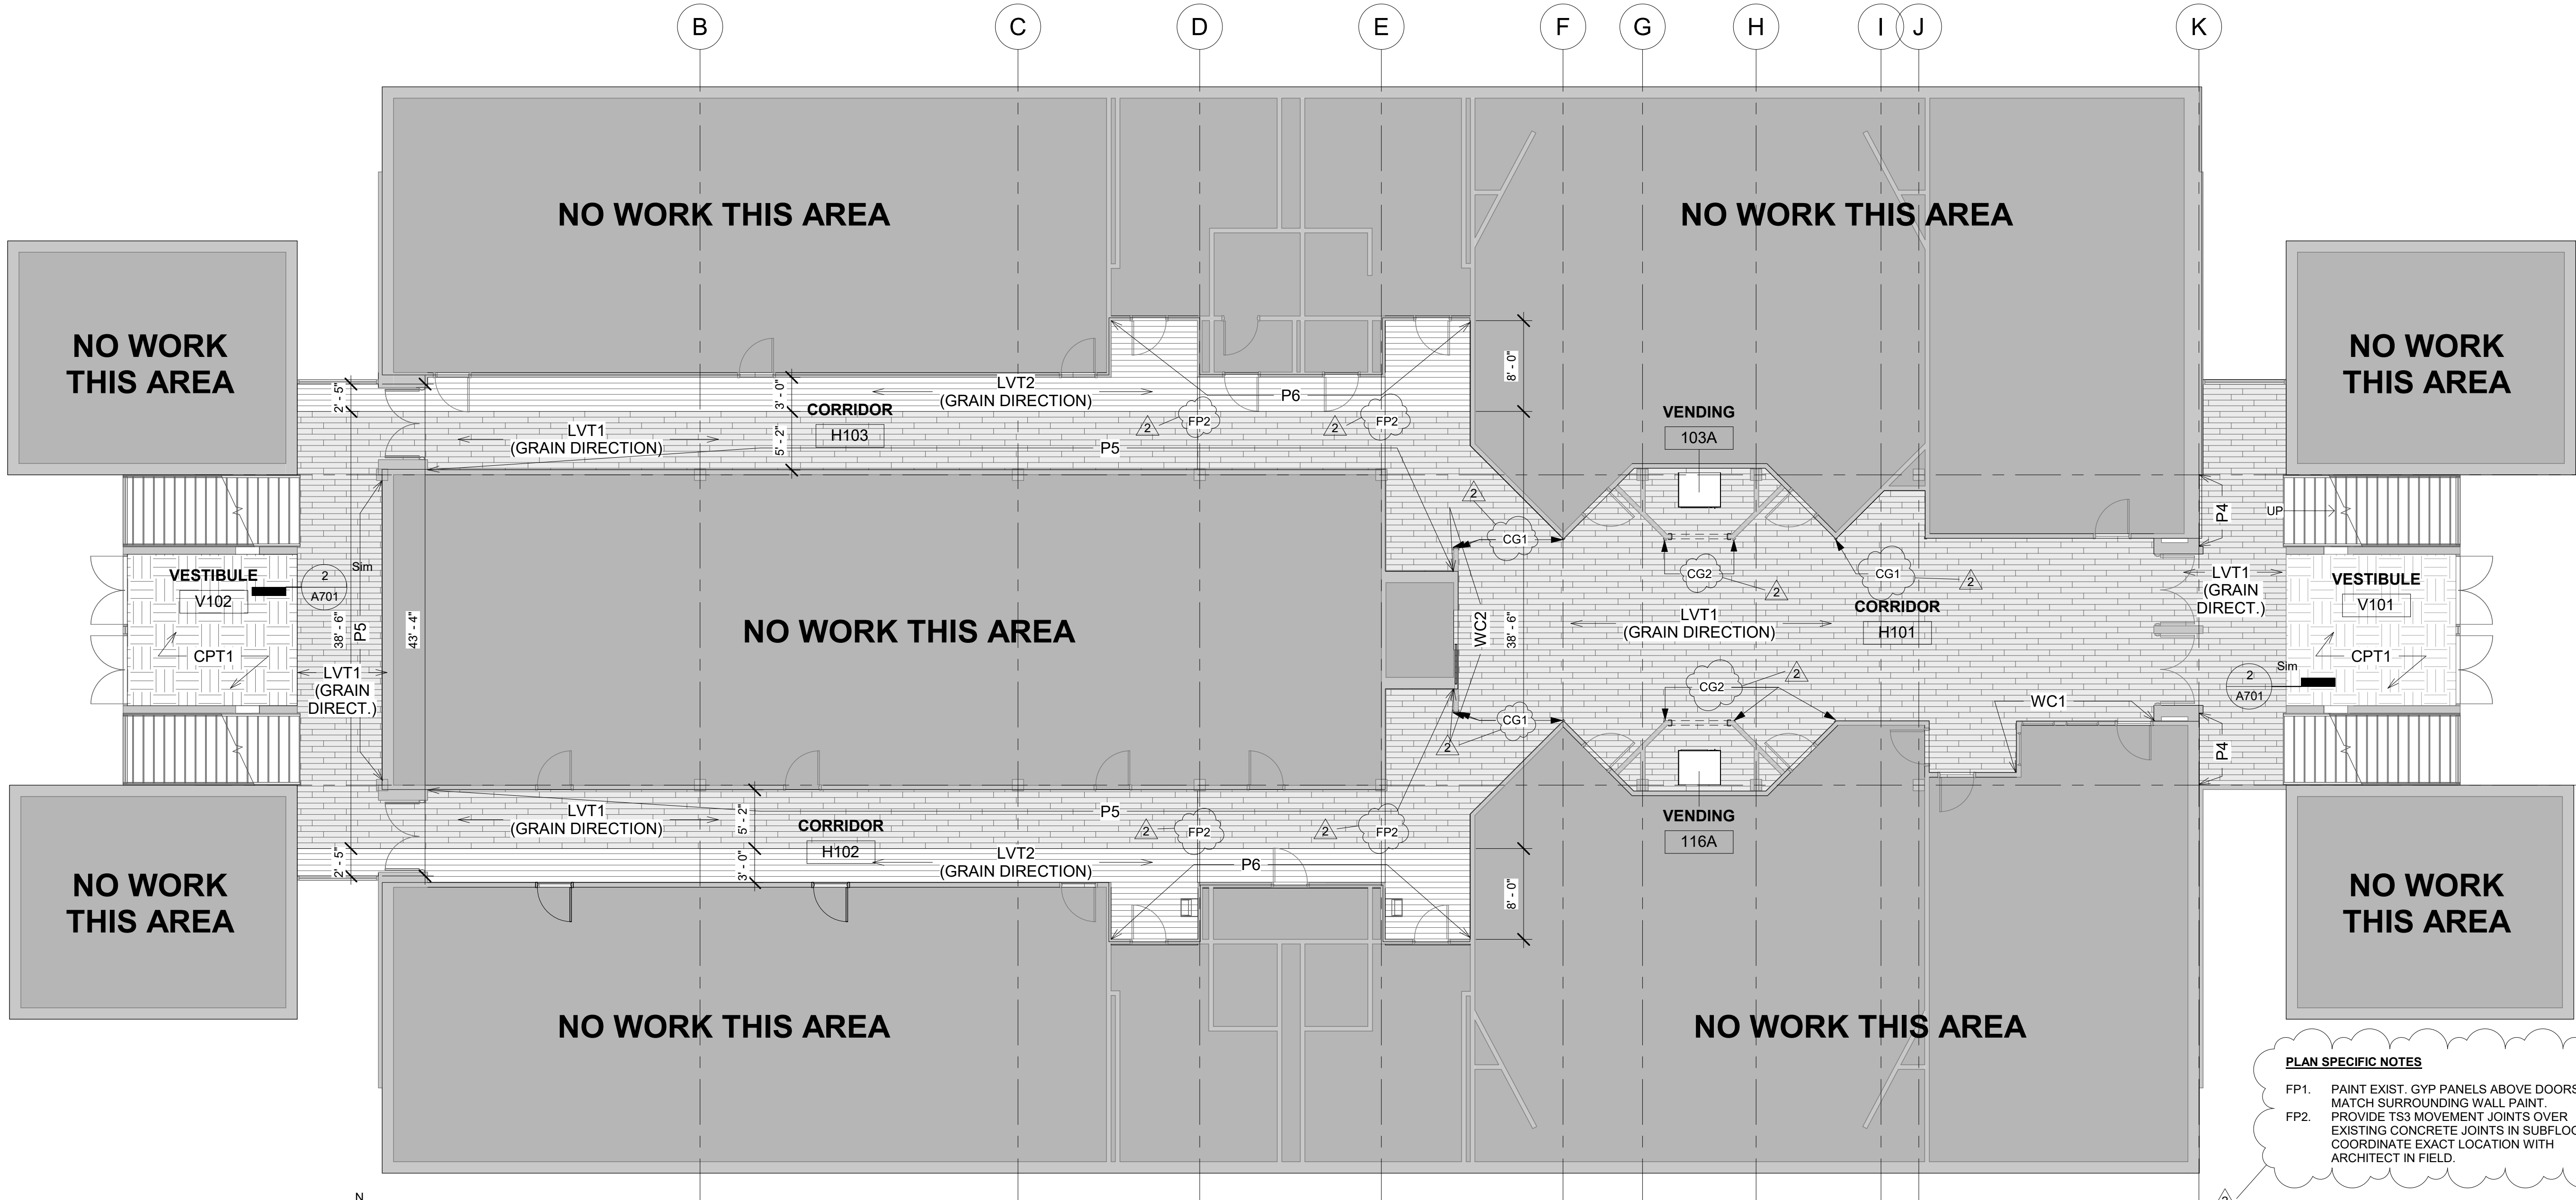 B
C
D
E
F
G
H
I
J
K
NO WORK THIS AREA
NO WORK THIS AREA
NO WORK
THIS AREA
NO WORK
THIS AREA
2' - 5"
3' - 0"
5' - 2"
CORRIDOR
H103
LVT2
(GRAIN DIRECTION)
LVT1
(GRAIN DIRECTION)
P6
P5
2
FP2
2
FP2
8' - 0"
VENDING
103A
2
CG1
CG2
2
CG1
2
P4
UP
VESTIBULE
V102
2
A701
Sim
38' - 6"
P5
43' - 4"
CPT1
LVT1
(GRAIN
DIRECT.)
NO WORK THIS AREA
WC2
38' - 6"
LVT1
(GRAIN DIRECTION)
CORRIDOR
H101
LVT1
(GRAIN
DIRECT.)
VESTIBULE
V101
CPT1
2
A701
Sim
CG2
2
WC1
CG1
2
P4
LVT1
(GRAIN DIRECTION)
5' - 2"
CORRIDOR
H102
P5
2
FP2
2
FP2
VENDING
116A
2' - 5"
3' - 0"
LVT2
(GRAIN DIRECTION)
P6
8' - 0"
NO WORK
THIS AREA
NO WORK
THIS AREA
NO WORK THIS AREA
NO WORK THIS AREA
PLAN SPECIFIC NOTES
FP1. PAINT EXIST. GYP PANELS ABOVE DOORS
MATCH SURROUNDING WALL PAINT.
FP2. PROVIDE TS3 MOVEMENT JOINTS OVER
EXISTING CONCRETE JOINTS IN
COORDINATE EXACT LOCATION WITH
ARCHITECT IN FIELD.
N